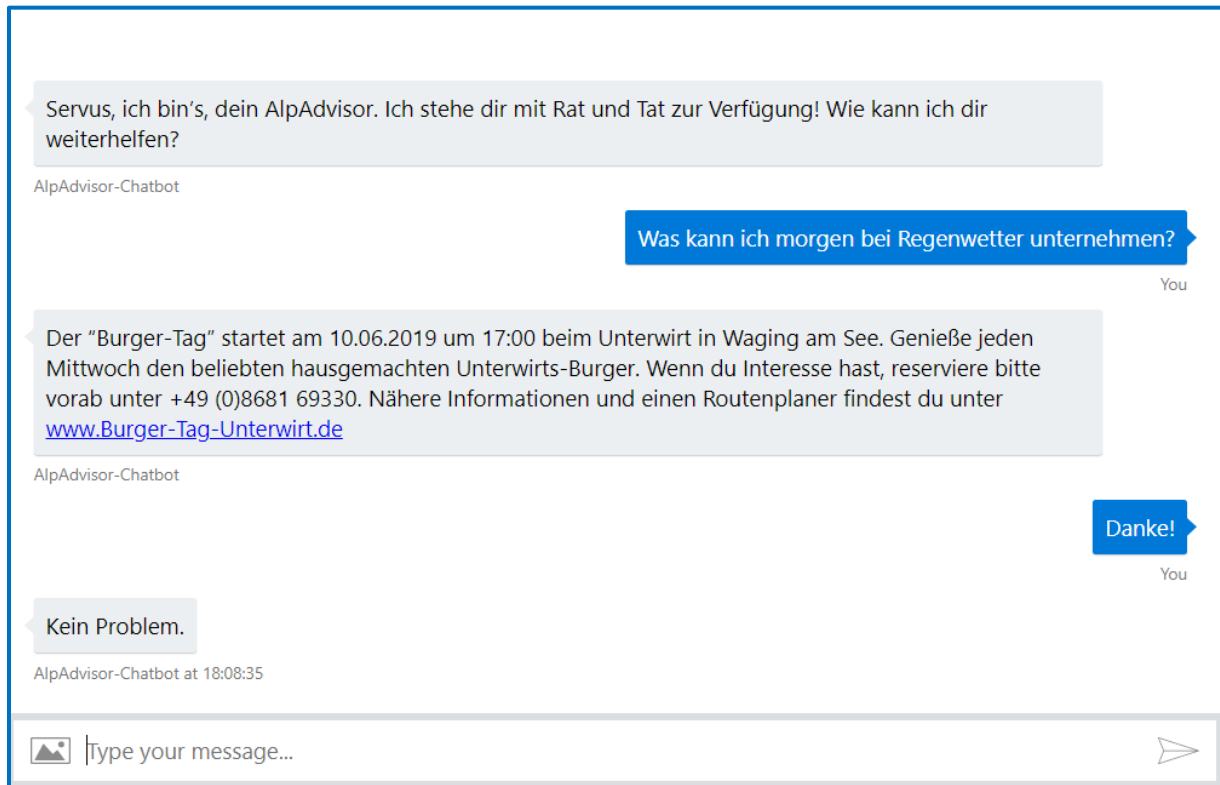 Servus, ich bin's, dein AlpAdvisor. Ich stehe dir mit Rat und Tat zur Verfügung! Wie kann ich dir
weiterhelfen?
AlpAdvisor-Chatbot
Was kann ich morgen bei Regenwetter unternehmen?
You
Der “Burger-Tag” startet am 10.06.2019 um 17:00 beim Unterwirt in Waging am See. Genieße jeden
Mittwoch den beliebten hausgemachten Unterwirts-Burger. Wenn du Interesse hast, reserviere bitte
vorab unter +49 (0)8681 69330. Nähere Informationen und einen Routenplaner findest du unter
www.Burger-Tag-Unterwirt.de
AlpAdvisor-Chatbot
Danke!
You
Kein Problem.
AlpAdvisor-Chatbot at 18:08:35
Type your message...